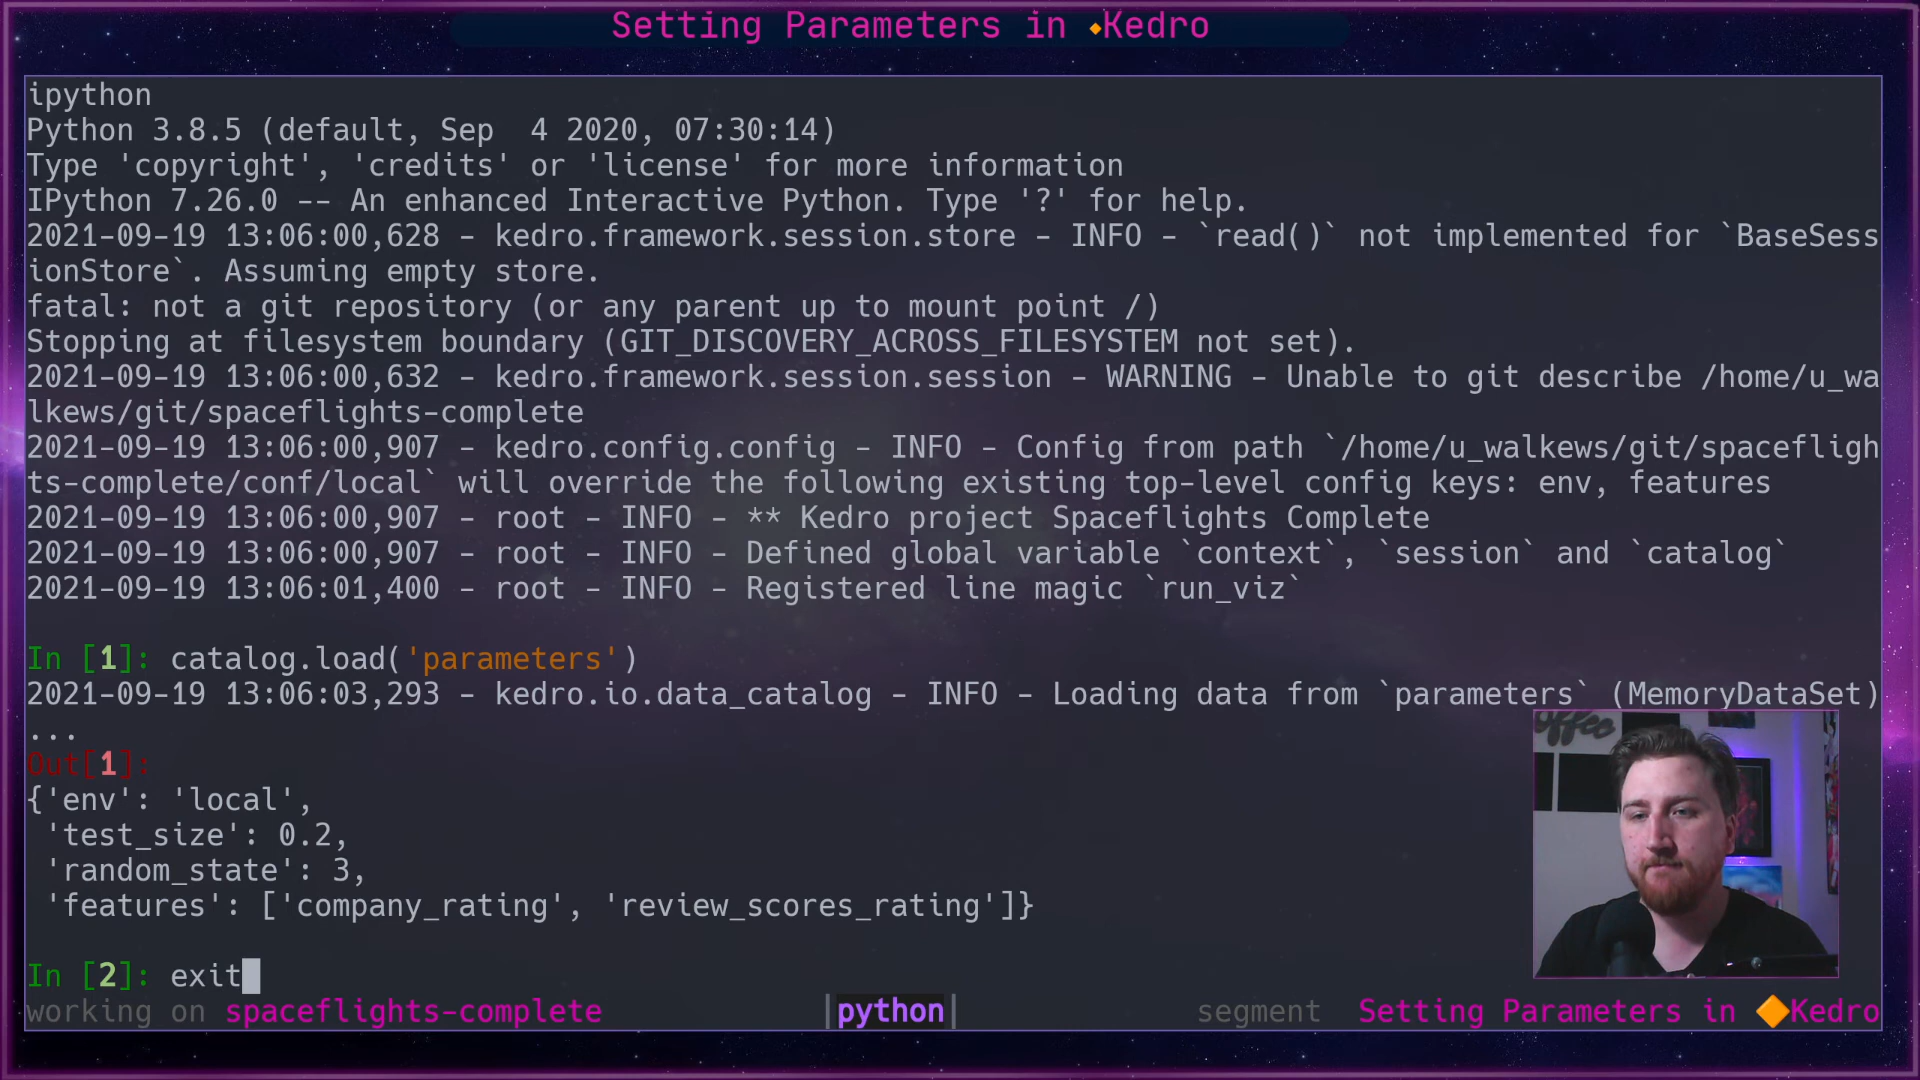 Setting Parameters in Kedro
ipython
Python 3.8.5 (default, Sep  4 2020, 07:30:14)
Type 'copyright', 'credits' or 'license' for more information
IPython 7.26.0 -- An enhanced Interactive Python. Type '?' for help.
2021-09-19 13:06:00,628 - kedro.framework.session.store - INFO - `read()` not implemented for `BaseSess
ionStore`. Assuming empty store.
fatal: not a git repository (or any parent up to mount point /)
Stopping at filesystem boundary (GIT_DISCOVERY_ACROSS_FILESYSTEM not set).
2021-09-19 13:06:00,632 - kedro.framework.session.session - WARNING - Unable to git describe /home/u_wa
lkews/git/spaceflights-complete
2021-09-19 13:06:00,907 - kedro.config.config - INFO - Config from path `/home/u_walkews/git/spacefligh
ts-complete/conf/local` will override the following existing top-level config keys: env, features
2021-09-19 13:06:00,907 - root - INFO - ** Kedro project Spaceflights Complete
2021-09-19 13:06:00,907 - root - INFO - Defined global variable `context`, `session` and `catalog`
2021-09-19 13:06:01,400 - root - INFO - Registered line magic `run_viz`
In [1]: catalog.load('parameters')
2021-09-19 13:06:03,293 - kedro.io.data_catalog - INFO - Loading data from `parameters` (MemoryDataSet)
...
Out[1]:
{'env': 'local',
 'test_size': 0.2,
 'random_state': 3,
 'features': ['company_rating', 'review_scores_rating']}
In [2]: exit
working on spaceflights-complete |python| segment Setting Parameters in Kedro